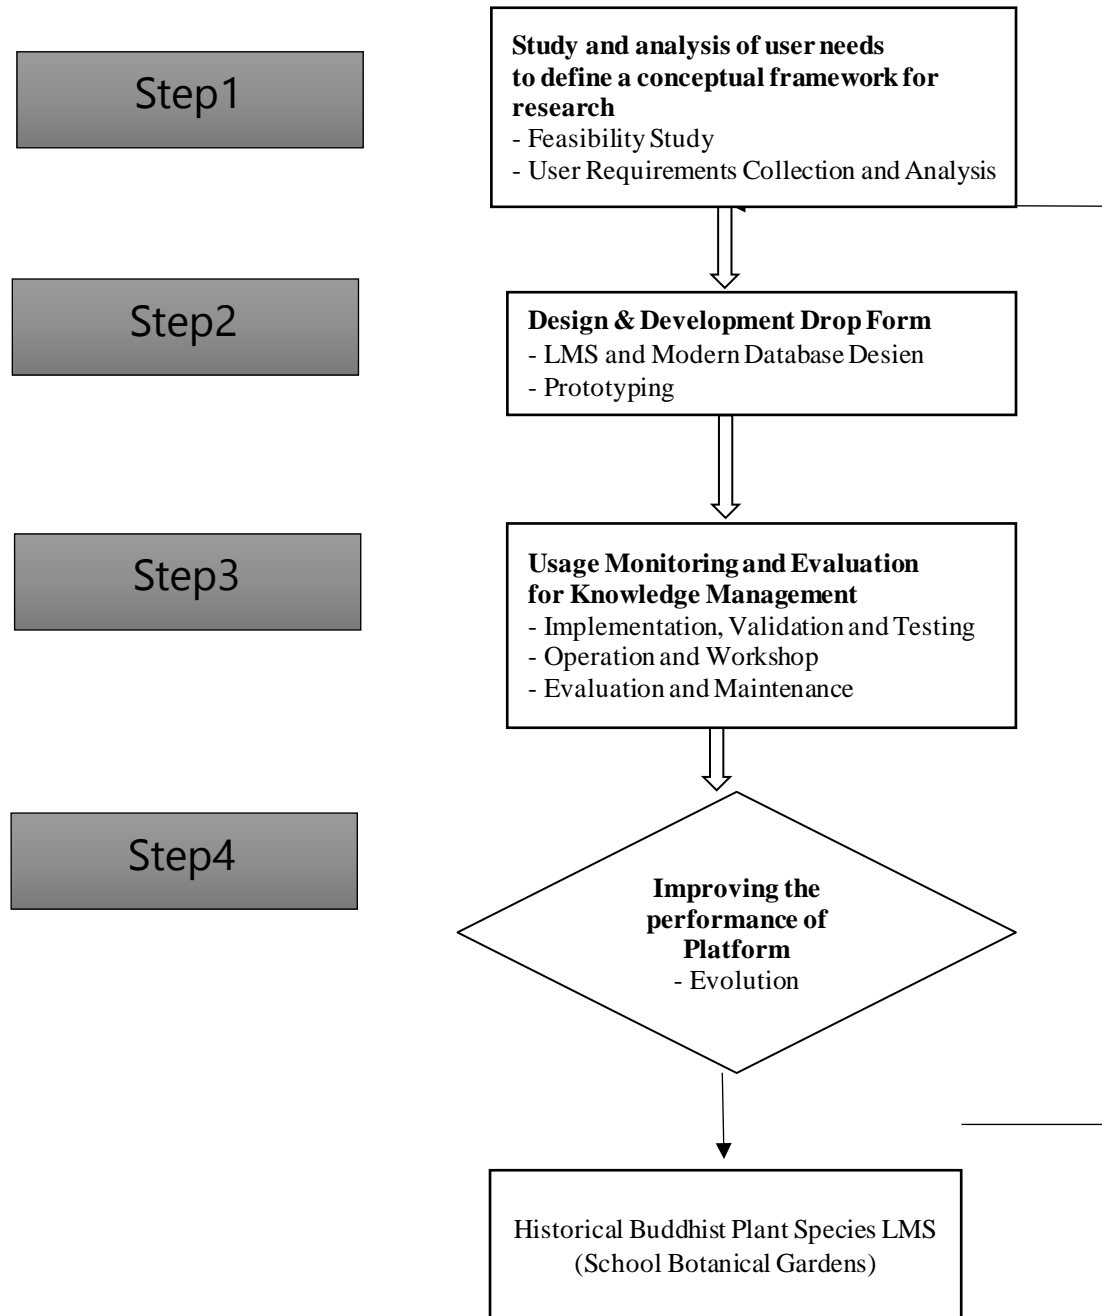 Step1
Study and analysis of user needs
to define a conceptual framework for
research
- Feasibility Study
- User Requirements Collection and Analysis
Step2
Design & Development Drop Form
- LMS and Modern Database Desien
- Prototyping
Step3
Usage Monitoring and Evaluation
for Knowledge Management
- Implementation, Validation and Testing
- Operation and Workshop
- Evaluation and Maintenance
Step4
Improving the
performance of
Platform
- Evolution
Historical Buddhist Plant Species LMS
(School Botanical Gardens)